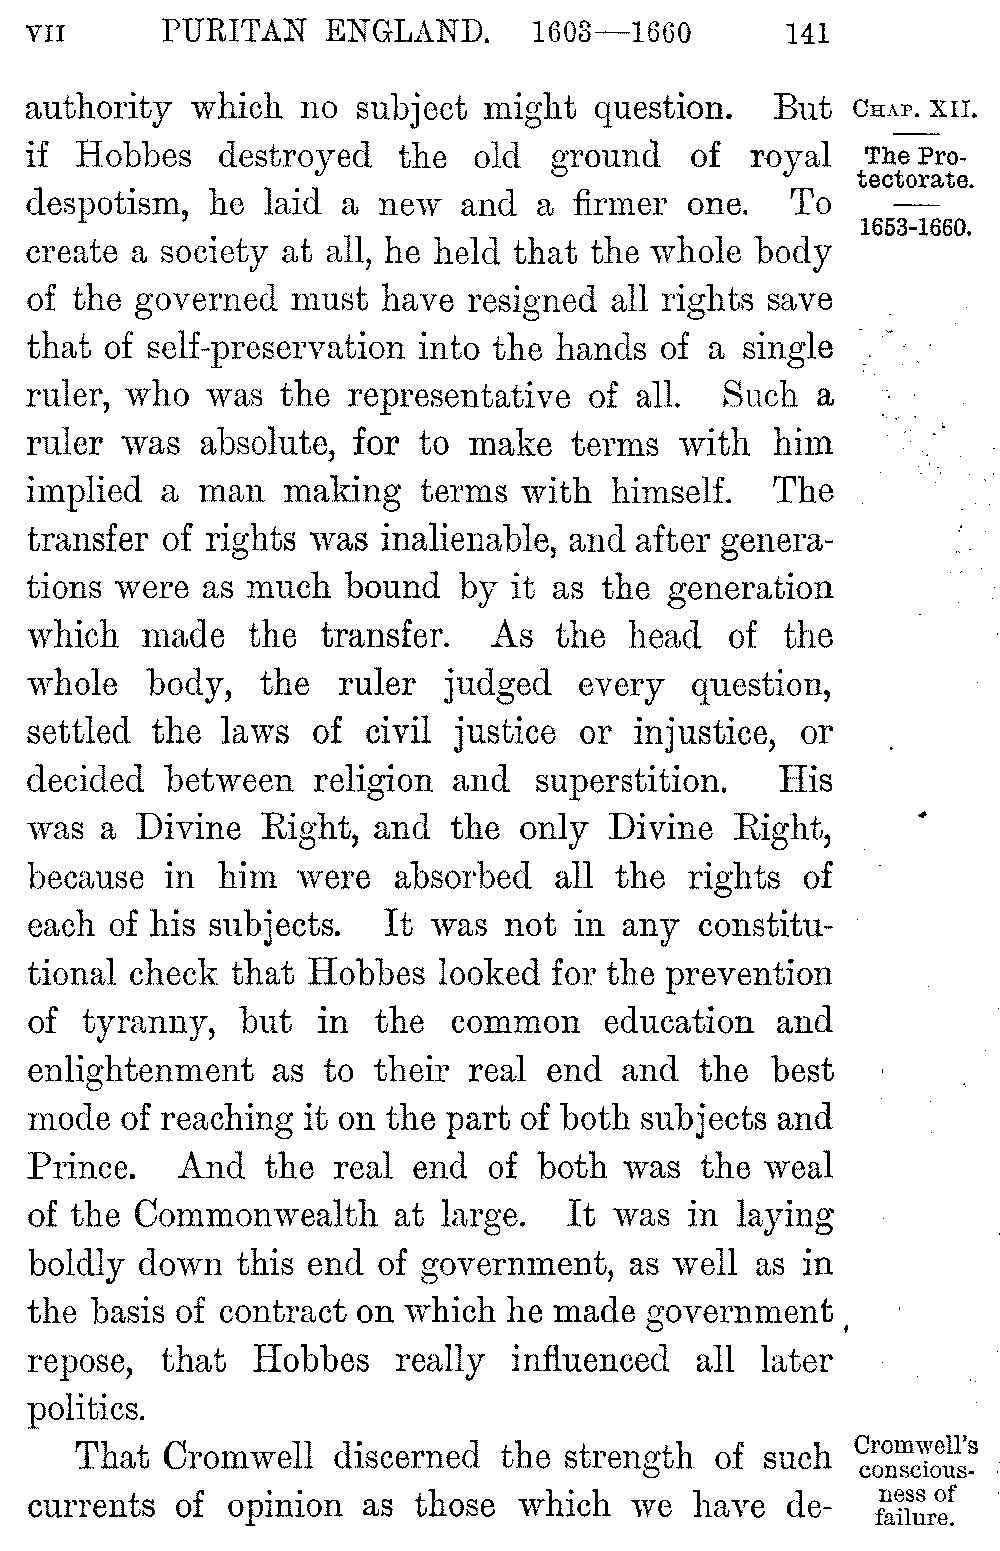 VII PURITAN ENGLAND. 1603—1660 141
authority which no subject might question. But
if Hobbes destroyed the old ground of royal
despotism, he laid a new and a firmer one. To
create a society at all, he held that the whole body
of the governed must have resigned all rights save
that of self-preservation into the hands of a single
ruler, who was the representative of all. Such a
ruler was absolute, for to make terms with him
implied a man making terms with himself. The
transfer of rights was inalienable, and after genera-
tions were as much bound by it as the generation
which made the transfer. As the head of the
whole body, the ruler judged every question,
settled the laws of civil justice or injustice, or
decided between religion and superstition. His
was a Divine Right, and the only Divine Right,
because in him were absorbed all the rights of
each of his subjects. It was not in any constitu-
tional check that Hobbes looked for the prevention
of tyranny, but in the common education and
enlightenment as to their real end and the best
mode of reaching it on the part of both subjects and
Prince. And the real end of both was the weal
of the Commonwealth at large. It was in laying
boldly down this end of government, as well as in
the basis of contract on which he made government
repose, that Hobbes really influenced all later
politics.
That Cromwell discerned the strength of such
currents of opinion as those which we have de-
CHAP. XII.
The Pro-
tectorate.
1653-1660.
Cromwell's
conscious-
ness of
failure.